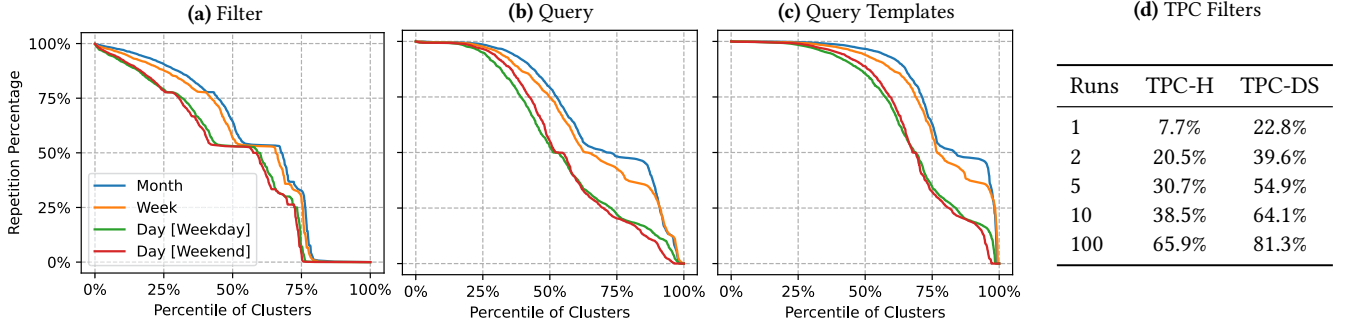 (a) Filter
(b) Query
(c) Query Templates
(d) TPC Filters
Repetition Percentage
100%
75%
50%
25%
0%
Month
Week
Day [Weekday]
Day [Weekend]
0% 25% 50% 75% 100%
Percentile of Clusters
0% 25% 50% 75% 100%
Percentile of Clusters
0% 25% 50% 75% 100%
Percentile of Clusters
Runs TPC-H TPC-DS
1 7.7% 22.8%
2 20.5% 39.6%
5 30.7% 54.9%
10 38.5% 64.1%
100 65.9% 81.3%